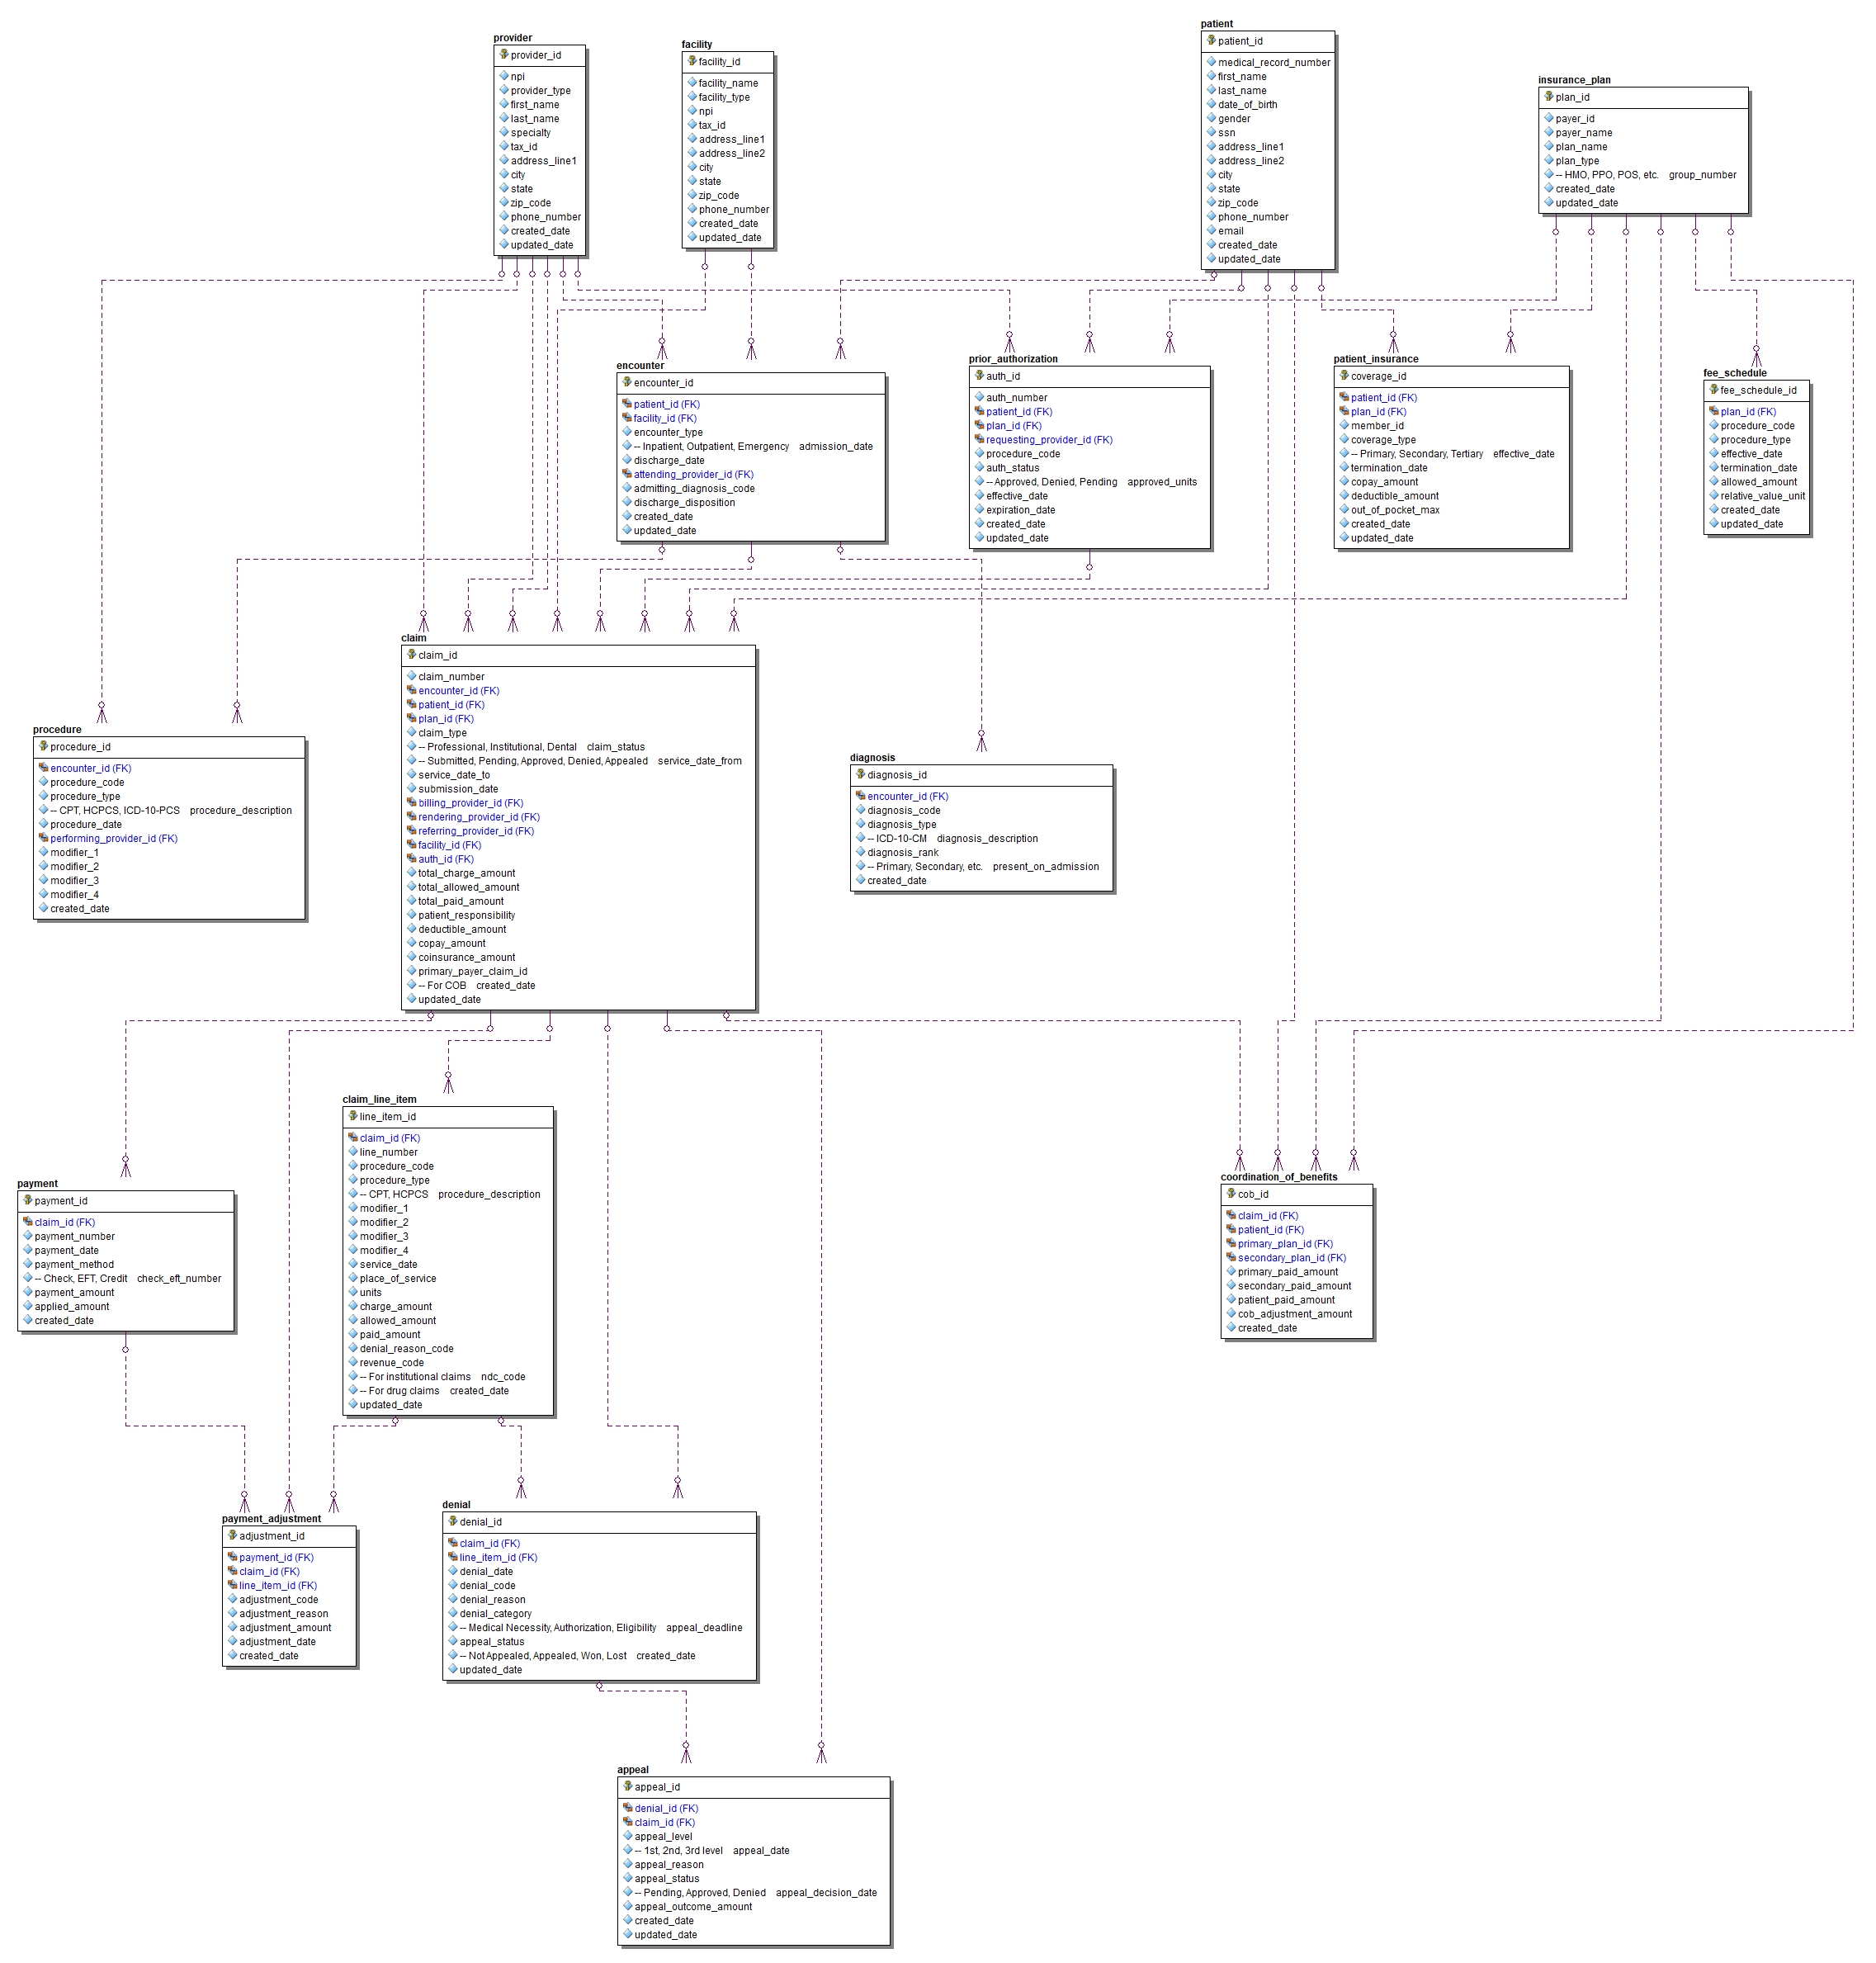 provider
provider_id
npi
provider_type
first_name
last_name
specialty
tax_id
address_line1
city
state
zip_code
phone_number
created_date
updated_date
facility
facility_id
facility_name
facility_type
npi
tax_id
address_line1
address_line2
city
state
zip_code
phone_number
created_date
updated_date
patient
patient_id
medical_record_number
first_name
last_name
date_of_birth
gender
ssn
address_line1
address_line2
city
state
zip_code
phone_number
email
created_date
updated_date
insurance_plan
plan_id
payer_id
payer_name
plan_name
plan_type
-- HMO, PPO, POS, etc. group_number
created_date
updated_date
encounter
encounter_id
patient_id (FK)
facility_id (FK)
encounter_type
-- Inpatient, Outpatient, Emergency admission_date
discharge_date
attending_provider_id (FK)
admitting_diagnosis_code
discharge_disposition
created_date
updated_date
prior_authorization
auth_id
auth_number
patient_id (FK)
plan_id (FK)
requesting_provider_id (FK)
procedure_code
auth_status
-- Approved, Denied, Pending approved_units
effective_date
expiration_date
created_date
updated_date
patient_insurance
coverage_id
patient_id (FK)
plan_id (FK)
member_id
coverage_type
-- Primary, Secondary, Tertiary effective_date
termination_date
copay_amount
deductible_amount
out_of_pocket_max
created_date
updated_date
fee_schedule
fee_schedule_id
plan_id (FK)
procedure_code
procedure_type
effective_date
termination_date
allowed_amount
relative_value_unit
created_date
updated_date
claim
claim_id
claim_number
encounter_id (FK)
patient_id (FK)
plan_id (FK)
claim_type
-- Professional, Institutional, Dental claim_status
-- Submitted, Pending, Approved, Denied, Appealed service_date_from
service_date_to
submission_date
billing_provider_id (FK)
rendering_provider_id (FK)
referring_provider_id (FK)
facility_id (FK)
auth_id (FK)
total_charge_amount
total_allowed_amount
total_paid_amount
patient_responsibility
deductible_amount
copay_amount
coinsurance_amount
primary_payer_claim_id
-- For COB created_date
updated_date
procedure
procedure_id
encounter_id (FK)
procedure_code
procedure_type
-- CPT, HCPCS, ICD-10-PCS procedure_description
procedure_date
performing_provider_id (FK)
modifier_1
modifier_2
modifier_3
modifier_4
created_date
diagnosis
diagnosis_id
encounter_id (FK)
diagnosis_code
diagnosis_type
-- ICD-10-CM diagnosis_description
diagnosis_rank
-- Primary, Secondary, etc. present_on_admission
created_date
claim_line_item
line_item_id
claim_id (FK)
line_number
procedure_code
procedure_type
-- CPT, HCPCS procedure_description
modifier_1
modifier_2
modifier_3
modifier_4
service_date
place_of_service
units
charge_amount
allowed_amount
paid_amount
denial_reason_code
revenue_code
-- For institutional claims ndc_code
-- For drug claims created_date
updated_date
payment
payment_id
claim_id (FK)
payment_number
payment_date
payment_method
-- Check, EFT, Credit check_eft_number
payment_amount
applied_amount
created_date
coordination_of_benefits
cob_id
claim_id (FK)
patient_id (FK)
primary_plan_id (FK)
secondary_plan_id (FK)
primary_paid_amount
secondary_paid_amount
patient_paid_amount
cob_adjustment_amount
created_date
payment_adjustment
adjustment_id
payment_id (FK)
claim_id (FK)
line_item_id (FK)
adjustment_code
adjustment_reason
adjustment_amount
adjustment_date
created_date
denial
denial_id
claim_id (FK)
line_item_id (FK)
denial_date
denial_code
denial_reason
denial_category
-- Medical Necessity, Authorization, Eligibility appeal_deadline
appeal_status
-- Not Appealed, Appealed, Won, Lost created_date
updated_date
appeal
appeal_id
denial_id (FK)
claim_id (FK)
appeal_level
-- 1st, 2nd, 3rd level appeal_date
appeal_reason
appeal_status
-- Pending, Approved, Denied appeal_decision_date
appeal_outcome_amount
created_date
updated_date